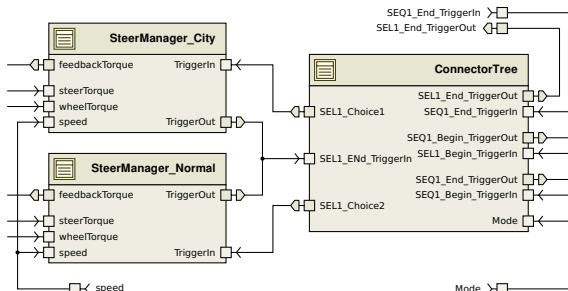 SEQ1_End_TriggerIn
SEL1_End_TriggerOut
SteerManager_City
feedbackTorque TriggerIn
steerTorque
wheelTorque
speed TriggerOut
ConnectorTree
SEL1_End_TriggerOut
SEL1_Choice1 SEQ1_End_TriggerIn
SEQ1_Begin_TriggerOut
SEL1_ENd_TriggerIn SEL1_Begin_TriggerIn
SEQ1_End_TriggerOut
SEQ1_Begin_TriggerIn
SEL1_Choice2
Mode
SteerManager_Normal
feedbackTorque TriggerOut
steerTorque
wheelTorque
speed TriggerIn
speed
Mode